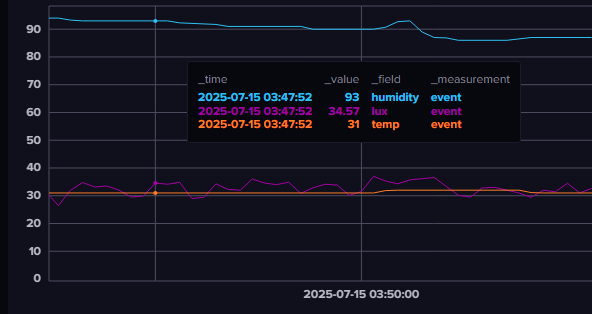 90
80
70
60
50
40
30
20
10
0
_time _value _field _measurement
2025-07-15 03:47:52 93 humidity event
2025-07-15 03:47:52 34.57 lux event
2025-07-15 03:47:52 31 temp event
2025-07-15 03:50:00